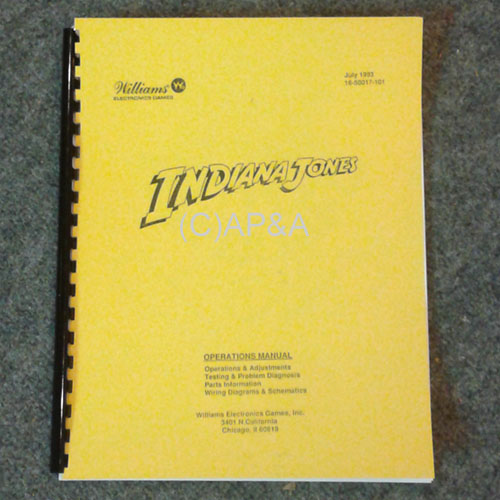 Williams WG
ELECTRONICS GAMES
July 1993
16-50017-101
INDIANA JONES
(C)AP&A
OPERATIONS MANUAL
Operations & Adjustments
Testing & Problem Diagnosis
Parts Information
Wiring Diagrams & Schematics
Williams Electronics Games, Inc.
3401 N California
Chicago, Il 60618